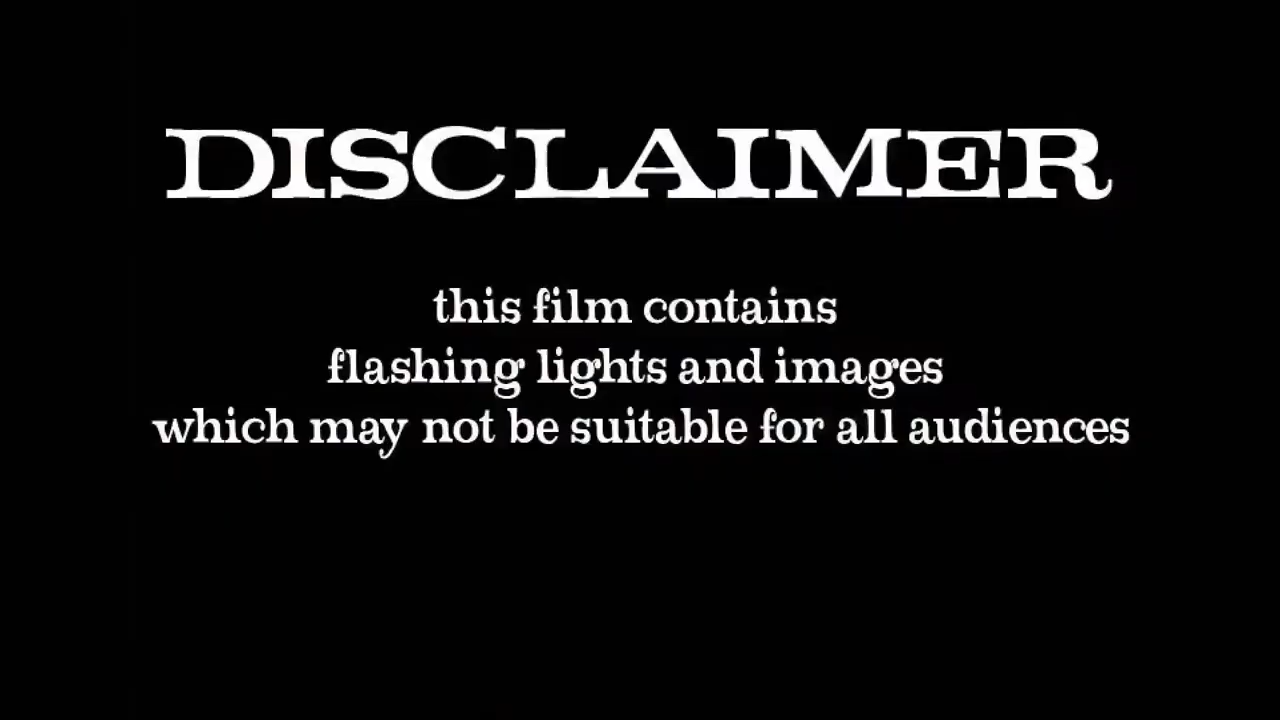 DISCLAIMER
this film contains
flashing lights and images
which may not be suitable for all audiences